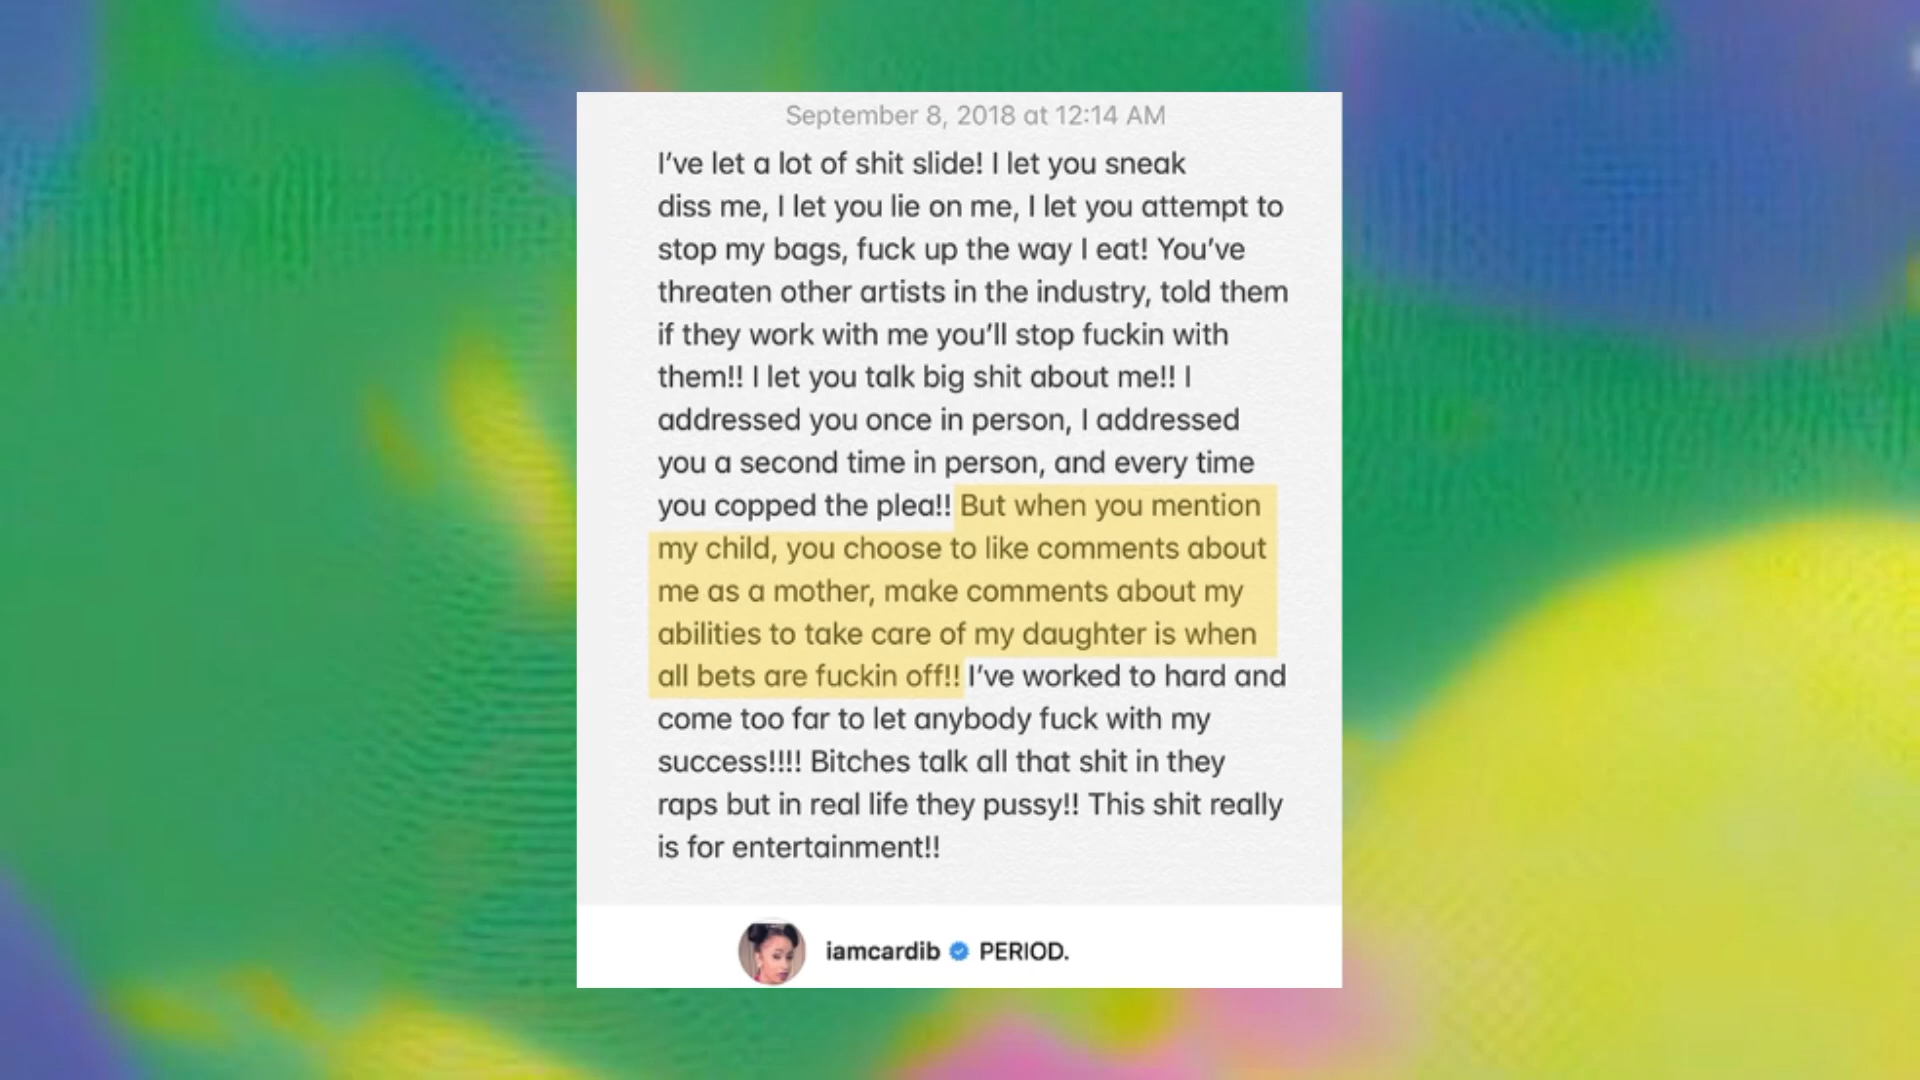 September 8, 2018 at 12:14 AM
I’ve let a lot of shit slide! I let you sneak
diss me, I let you lie on me, I let you attempt to
stop my bags, fuck up the way I eat! You’ve
threaten other artists in the industry, told them
if they work with me you’ll stop fuckin with
them!! I let you talk big shit about me!! I
addressed you once in person, I addressed
you a second time in person, and every time
you copped the plea!! But when you mention
my child, you choose to like comments about
me as a mother, make comments about my
abilities to take care of my daughter is when
all bets are fuckin off!! I’ve worked to hard and
come too far to let anybody fuck with my
success!!!! Bitches talk all that shit in they
raps but in real life they pussy!! This shit really
is for entertainment!!
iamcardib PERIOD.